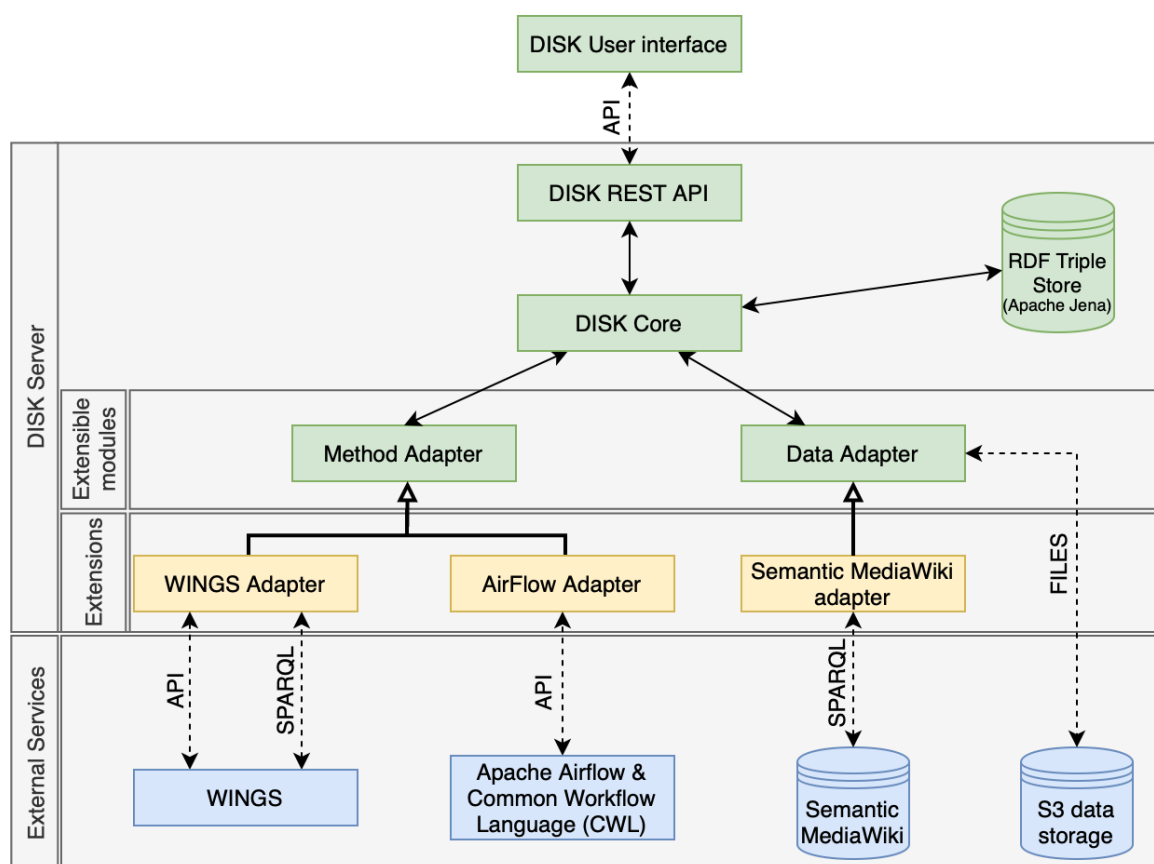 DISK User interface
API
DISK REST API
RDF Triple
Store
(Apache Jena)
DISK Core
DISK Server
Extensible
modules
Method Adapter
Data Adapter
Extensions
WINGS Adapter
AirFlow Adapter
Semantic MediaWiki
adapter
FILES
External Services
API
SPARQL
API
SPARQL
WINGS
Apache Airflow &
Common Workflow
Language (CWL)
Semantic
MediaWiki
S3 data
storage